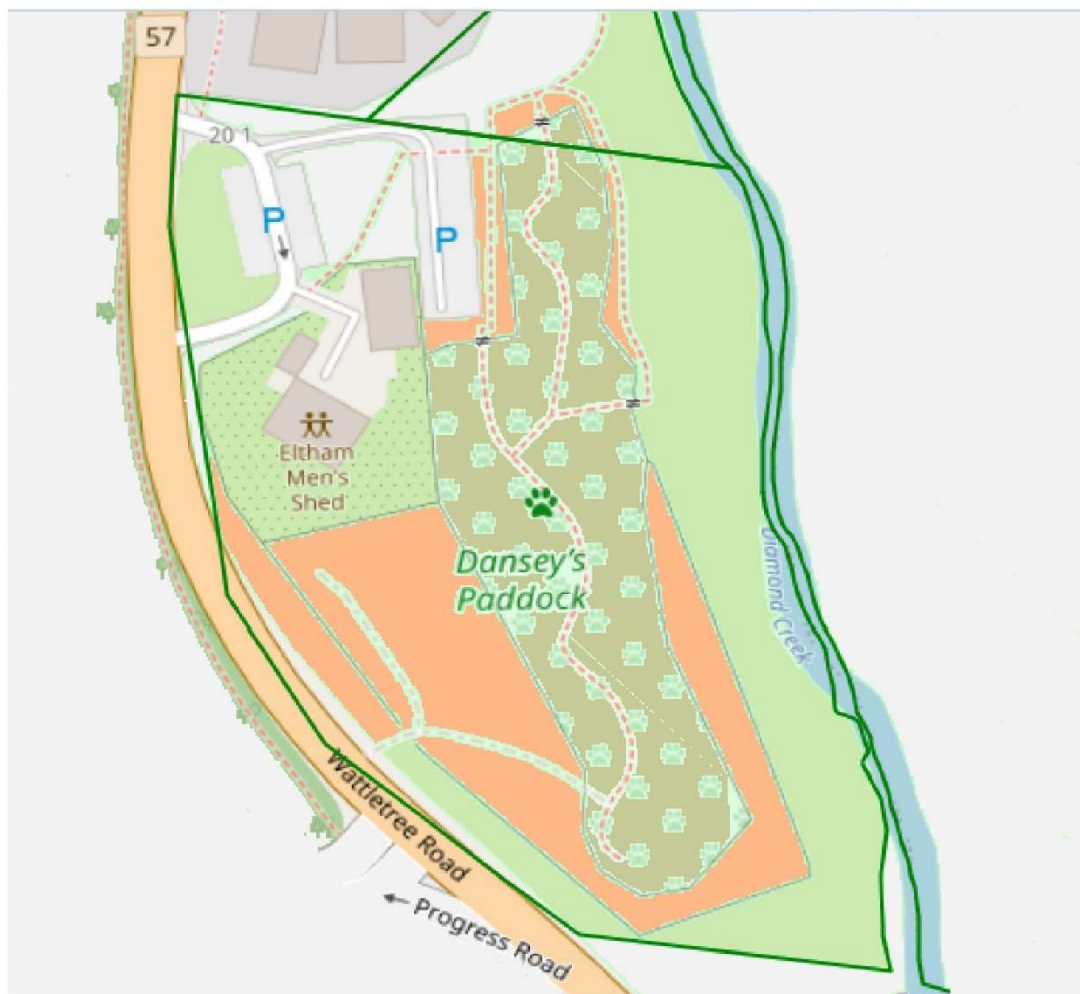 57
20 1
P
P
Eltham
Men's
Shed
Dansey's
Paddock
Diamond Creek
Wattletree Road
← Progress Road